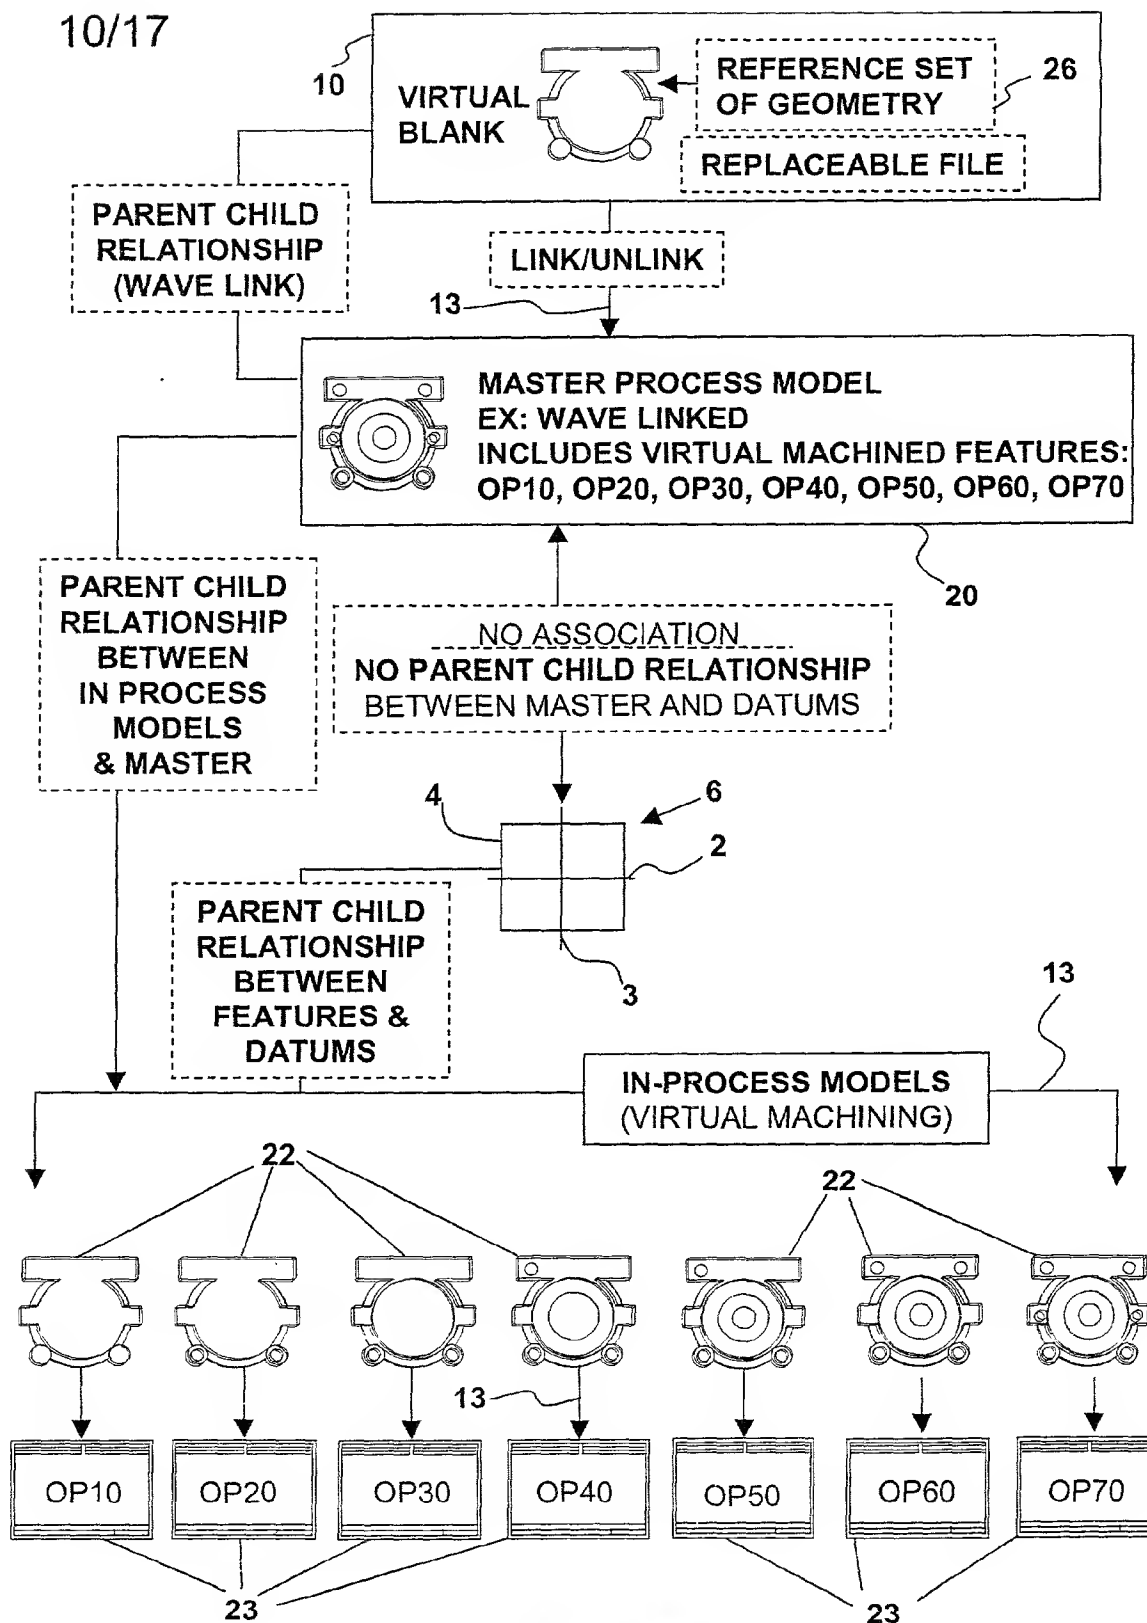 10/17
10
VIRTUAL
BLANK
REFERENCE SET
OF GEOMETRY
26
REPLACEABLE FILE
PARENT CHILD
RELATIONSHIP
(WAVE LINK)
LINK/UNLINK
13
MASTER PROCESS MODEL
EX: WAVE LINKED
INCLUDES VIRTUAL MACHINED FEATURES:
OP10, OP20, OP30, OP40, OP50, OP60, OP70
20
PARENT CHILD
RELATIONSHIP
BETWEEN
IN PROCESS
MODELS
& MASTER
NO ASSOCIATION
NO PARENT CHILD RELATIONSHIP
BETWEEN MASTER AND DATUMS
4
6
2
3
PARENT CHILD
RELATIONSHIP
BETWEEN
FEATURES &
DATUMS
13
IN-PROCESS MODELS
(VIRTUAL MACHINING)
22
22
13
OP10
OP20
OP30
OP40
OP50
OP60
OP70
23
23